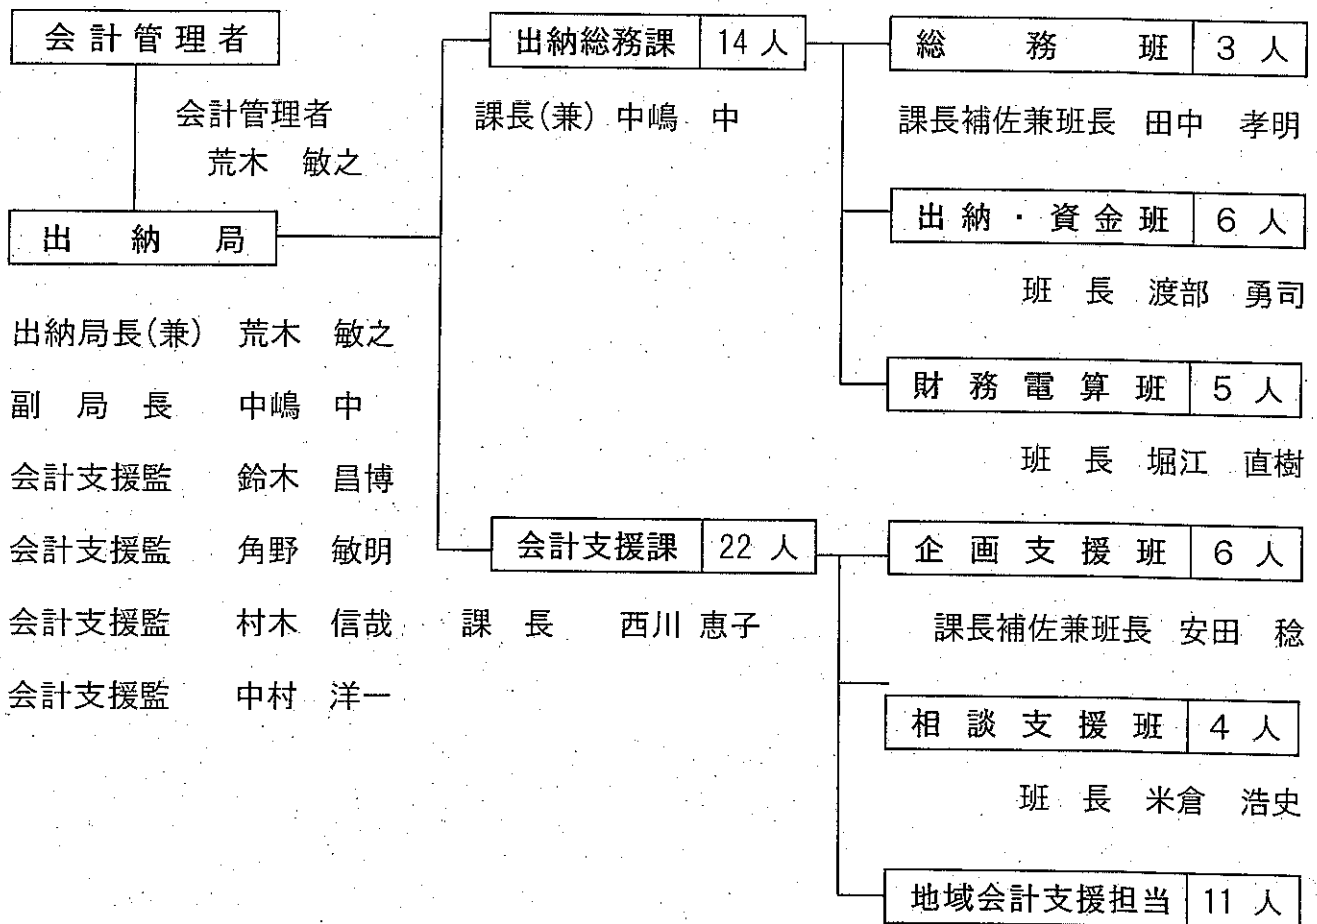 会計管理者
会計管理者
荒木 敏之
出納局
出納局長(兼) 荒木 敏之
副局長 中嶋 中
会計支援監 鈴木 昌博
会計支援監 角野 敏明
会計支援監 村木 信哉
会計支援監 中村 洋一
出納総務課 14人
課長(兼) 中嶋 中
総務班 3人
課長補佐兼班長 田中 孝明
出納・資金班 6人
班長 渡部 勇司
財務電算班 5人
班長 堀江 直樹
会計支援課 22人
課長 西川 恵子
企画支援班 6人
課長補佐兼班長 安田 稔
相談支援班 4人
班長 米倉 浩史
地域会計支援担当 11人